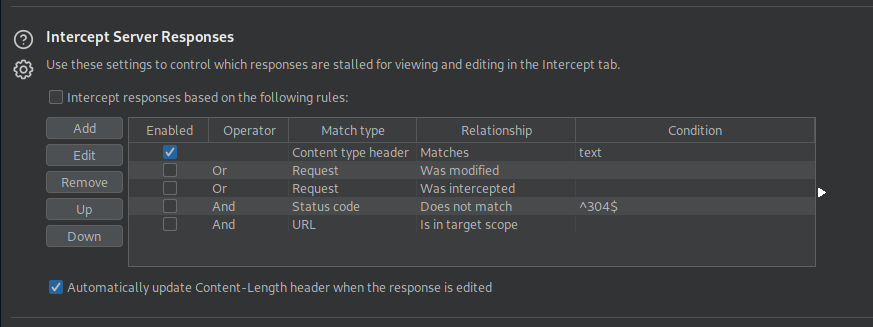 Intercept Server Responses
Use these settings to control which responses are stalled for viewing and editing in the Intercept tab.
Intercept responses based on the following rules:
Add
Edit
Remove
Up
Down
Enabled Operator Match type Relationship Condition
Content type header Matches text
Or Request Was modified
Or Request Was intercepted
And Status code Does not match ^304$
And URL Is in target scope
Automatically update Content-Length header when the response is edited